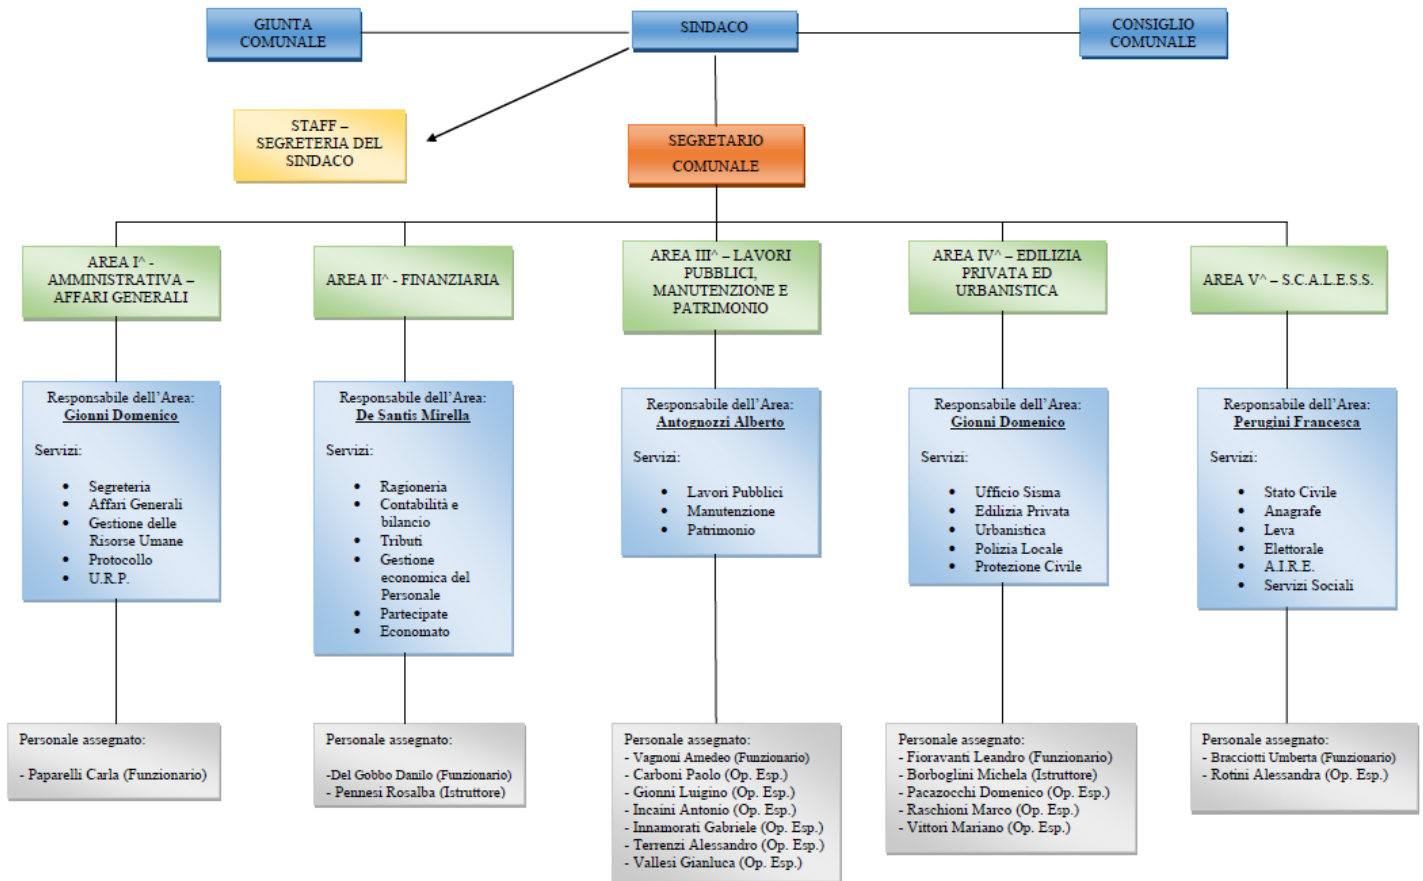 GIUNTA
COMUNALE
SINDACO
CONSIGLIO
COMUNALE
STAFF –
SEGRETERIA DEL
SINDACO
SEGRETARIO
COMUNALE
AREA I^ -
AMMINISTRATIVA –
AFFARI GENERALI
AREA II^ - FINANZIARIA
AREA III^ – LAVORI
PUBBLICI,
MANUTENZIONE E
PATRIMONIO
AREA IV^ – EDILIZIA
PRIVATA ED
URBANISTICA
AREA V^ – S.C.A.L.E.S.S.
Responsabile dell'Area:
Gionni Domenico
Servizi:
• Segreteria
• Affari Generali
• Gestione delle
Risorse Umane
• Protocollo
• U.R.P.
Responsabile dell'Area:
De Santis Mirella
Servizi:
• Ragioneria
• Contabilità e
bilancio
• Tributi
• Gestione
economica del
Personale
• Partecipate
• Economato
Responsabile dell'Area:
Antognozzi Alberto
Servizi:
• Lavori Pubblici
• Manutenzione
• Patrimonio
Responsabile dell'Area:
Gionni Domenico
Servizi:
• Ufficio Sisma
• Edilizia Privata
• Urbanistica
• Polizia Locale
• Protezione Civile
Responsabile dell'Area:
Perugini Francesca
Servizi:
• Stato Civile
• Anagrafe
• Leva
• Elettorale
• A.I.R.E.
• Servizi Sociali
Personale assegnato:
- Paparelli Carla (Funzionario)
Personale assegnato:
-Del Gobbo Danilo (Funzionario)
- Pennesi Rosalba (Istruttore)
Personale assegnato:
- Vagnoni Amedeo (Funzionario)
- Carboni Paolo (Op. Esp.)
- Gionni Luigino (Op. Esp.)
- Incaini Antonio (Op. Esp.)
- Innamorati Gabriele (Op. Esp.)
- Terrenzi Alessandro (Op. Esp.)
- Vallesi Gianluca (Op. Esp.)
Personale assegnato:
- Fioravanti Leandro (Funzionario)
- Borboglini Michela (Istruttore)
- Pacazocchi Domenico (Op. Esp.)
- Raschioni Marco (Op. Esp.)
- Vittori Mariano (Op. Esp.)
Personale assegnato:
- Bracciotti Umberta (Funzionario)
- Rotini Alessandra (Op. Esp.)